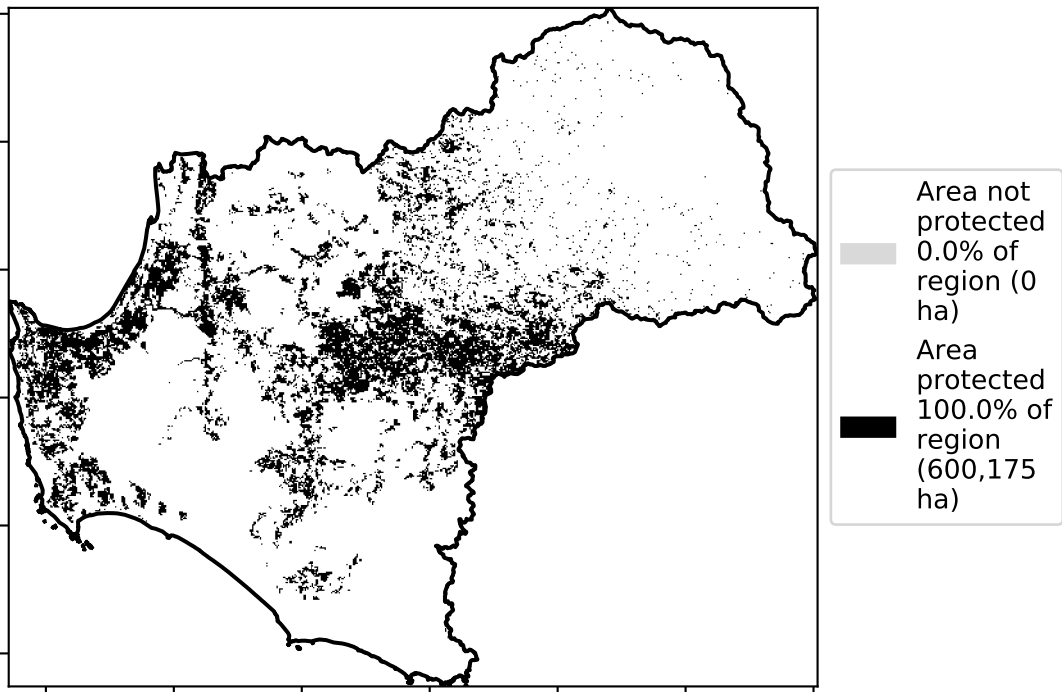 Area not
protected
0.0% of
region (0
ha)
Area
protected
100.0% of
region
(600,175
ha)